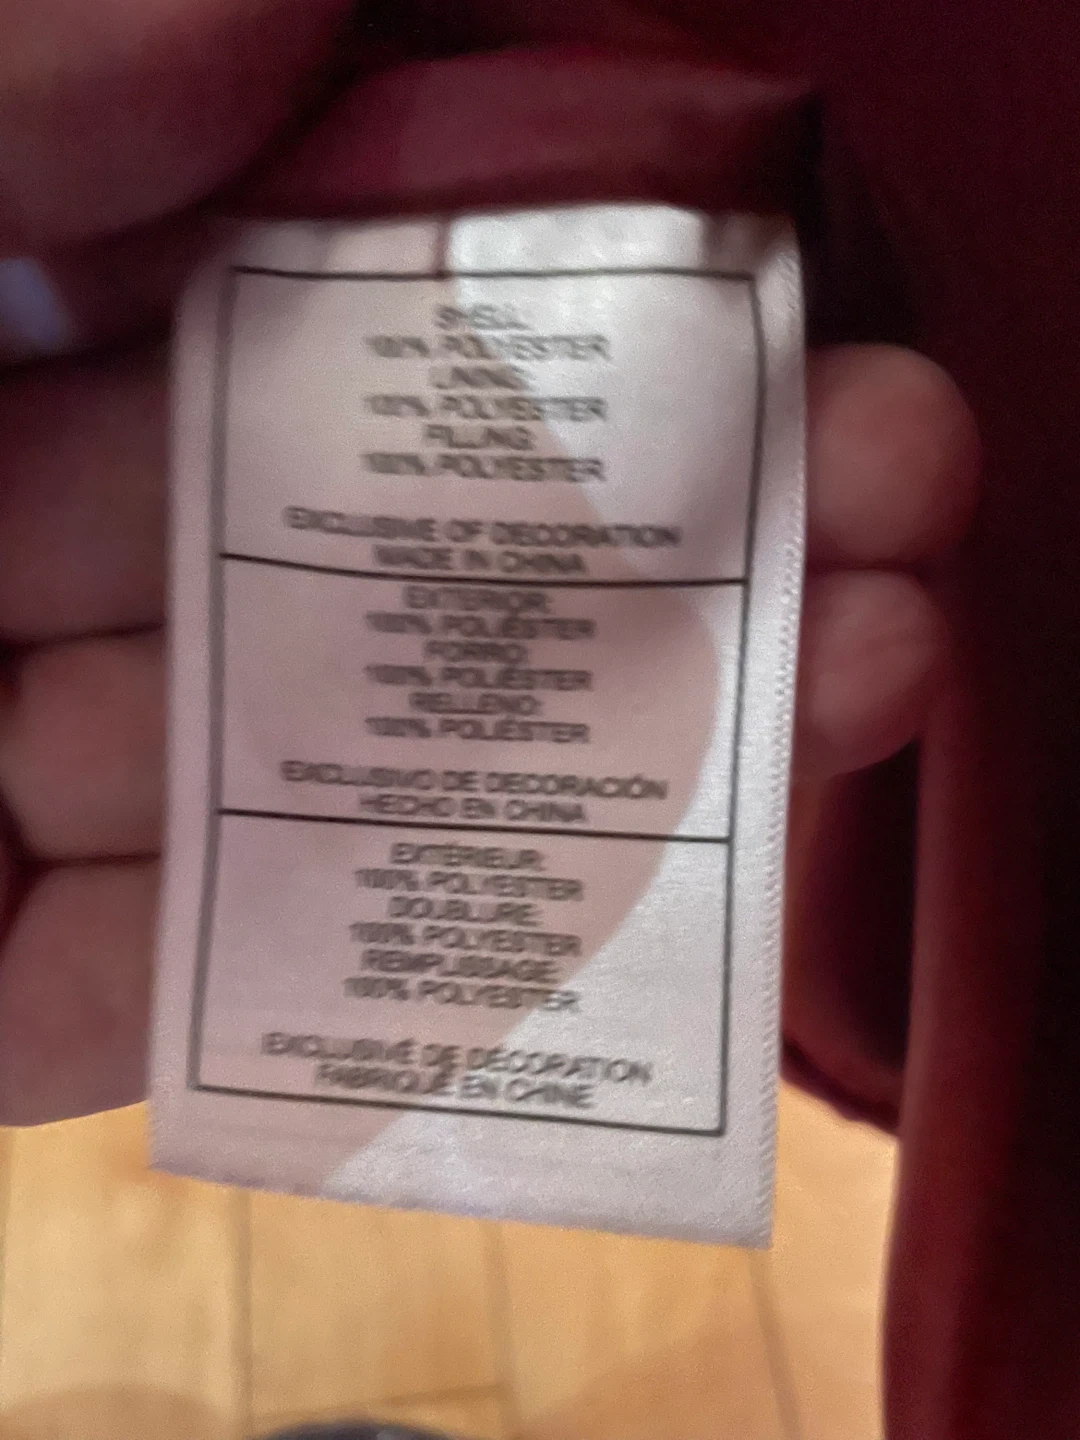 SHELL:
100% POLYESTER
LINING:
100% POLYESTER
FILLING:
100% POLYESTER
EXCLUSIVE OF DECORATION
MADE IN CHINA
EXTERIOR:
100% POLIÉSTER
FORRO:
100% POLIÉSTER
RELLENO:
100% POLIÉSTER
EXCLUSIVO DE DECORACIÓN
HECHO EN CHINA
EXTÉRIEUR:
100% POLYESTER
DOUBLURE:
100% POLYESTER
REMPLISSAGE:
100% POLYESTER
EXCLUSIVE DE DÉCORATION
FABRIQUÉ EN CHINE